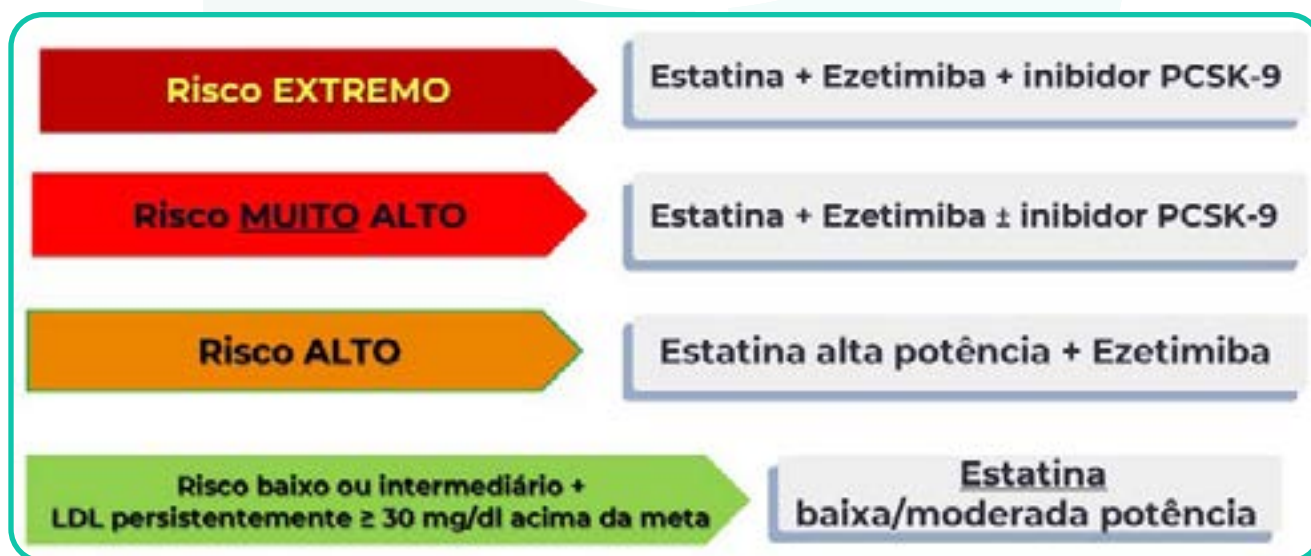 Risco EXTREMO
Estatina + Ezetimiba + inibidor PCSK-9
Risco MUITO ALTO
Estatina + Ezetimiba ± inibidor PCSK-9
Risco ALTO
Estatina alta potência + Ezetimiba
Risco baixo ou intermediário +
LDL persistentemente ≥ 30 mg/dl acima da meta
Estatina
baixa/moderada potência